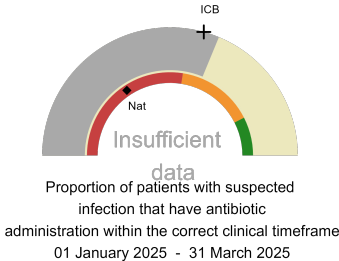 ICB
Nat
Insufficient
data
Proportion of patients with suspected
infection that have antibiotic
administration within the correct clinical timeframe
01 January 2025 - 31 March 2025